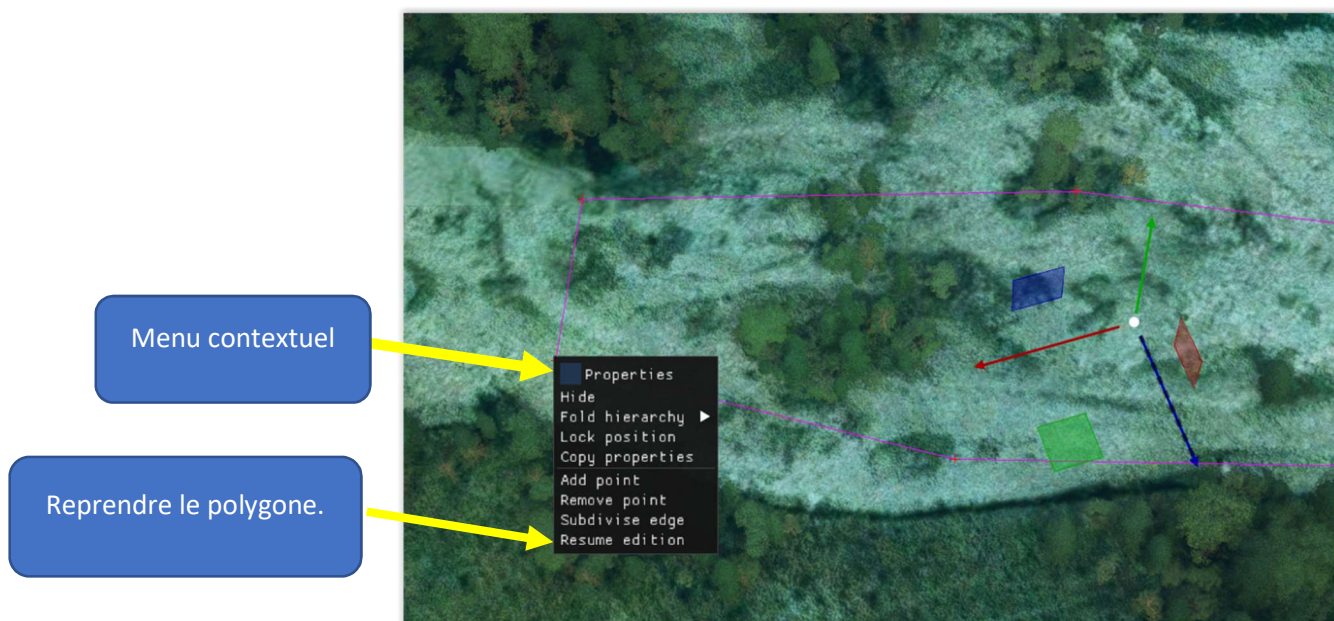 Menu contextuel
Properties
Hide
Fold hierarchy
Lock position
Copy properties
Add point
Remove point
Subdivise edge
Resume edition
Reprendre le polygone.